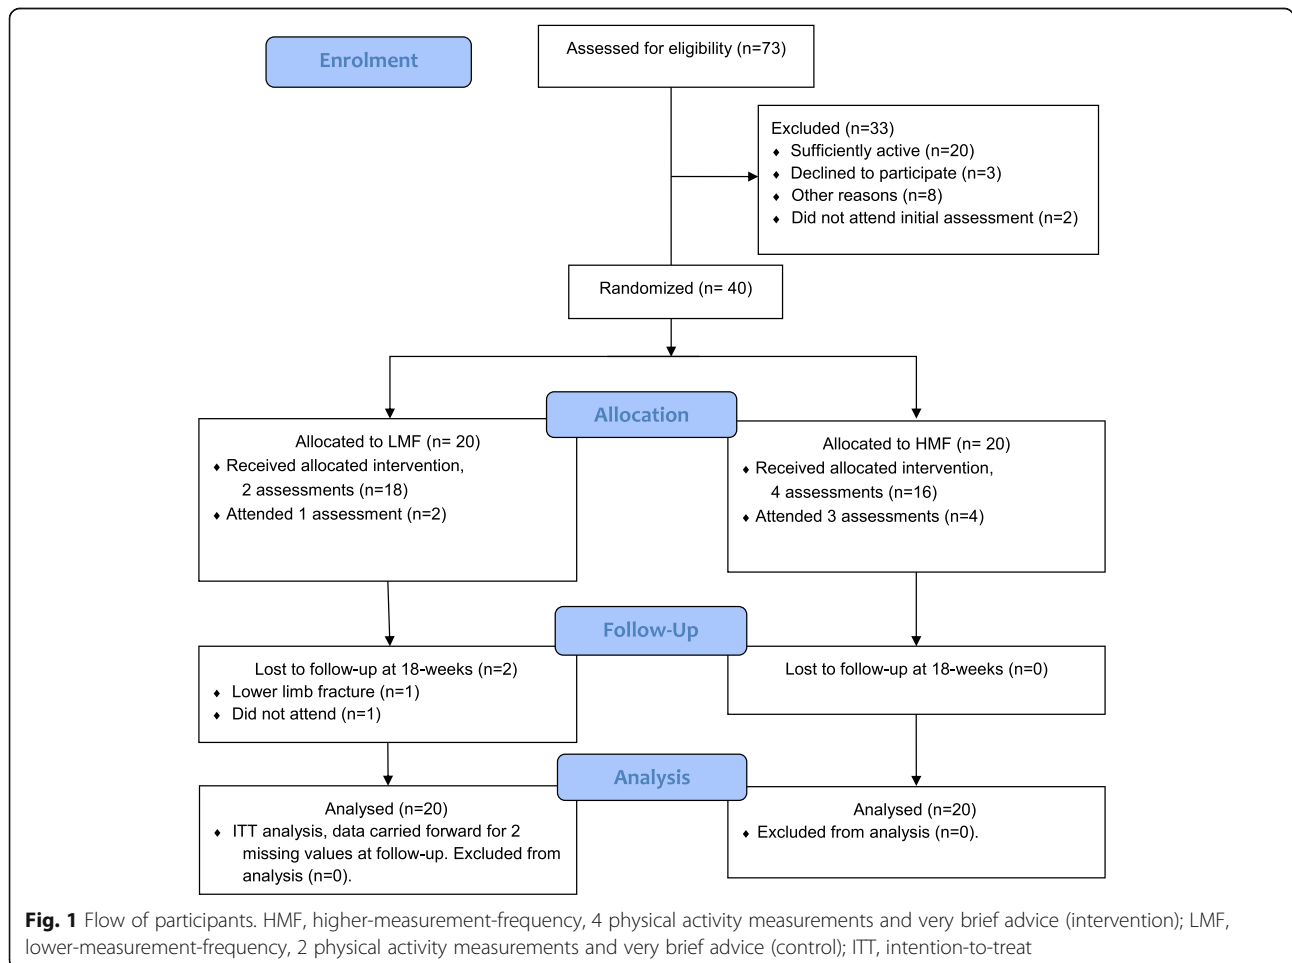 Enrolment
Assessed for eligibility (n=73)
Excluded (n=33)
♦ Sufficiently active (n=20)
♦ Declined to participate (n=3)
♦ Other reasons (n=8)
♦ Did not attend initial assessment (n=2)
Randomized (n= 40)
Allocation
Allocated to LMF (n= 20)
♦ Received allocated intervention,
2 assessments (n=18)
♦ Attended 1 assessment (n=2)
Allocated to HMF (n= 20)
♦ Received allocated intervention,
4 assessments (n=16)
♦ Attended 3 assessments (n=4)
Follow-Up
Lost to follow-up at 18-weeks (n=2)
♦ Lower limb fracture (n=1)
♦ Did not attend (n=1)
Lost to follow-up at 18-weeks (n=0)
Analysis
Analysed (n=20)
♦ ITT analysis, data carried forward for 2
missing values at follow-up. Excluded from
analysis (n=0).
Analysed (n=20)
♦ Excluded from analysis (n=0).
Fig. 1 Flow of participants. HMF, higher-measurement-frequency, 4 physical activity measurements and very brief advice (intervention); LMF,
lower-measurement-frequency, 2 physical activity measurements and very brief advice (control); ITT, intention-to-treat